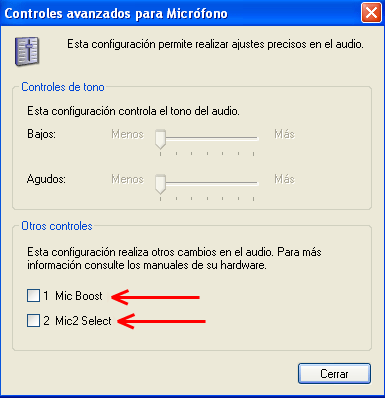 Controles avanzados para Micrófono
Esta configuración permite realizar ajustes precisos en el audio.
Controles de tono
Esta configuración controla el tono del audio.
Bajos: Menos Más
Agudos: Menos Más
Otros controles
Esta configuración realiza otros cambios en el audio. Para más
información consulte los manuales de su hardware.
1 Mic Boost
2 Mic2 Select
Cerrar